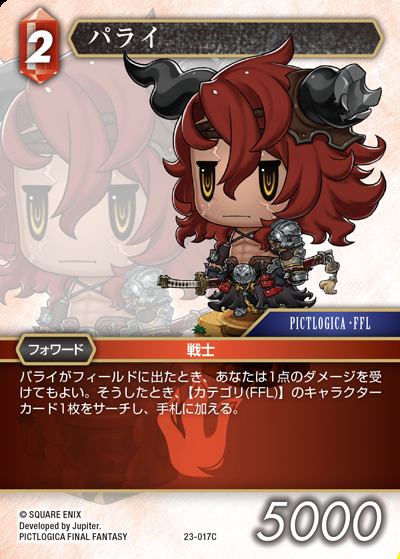 2
パライ
PICTLOGICA・FFL
フォワード
戦士
パライがフィールドに出たとき、あなたは1点のダメージを受
けてもよい。そうしたとき、【カテゴリ(FFL)】のキャラクター
カード1枚をサーチし、手札に加える。
© SQUARE ENIX
Developed by Jupiter.
PICTLOGICA FINAL FANTASY
23-017C
5000